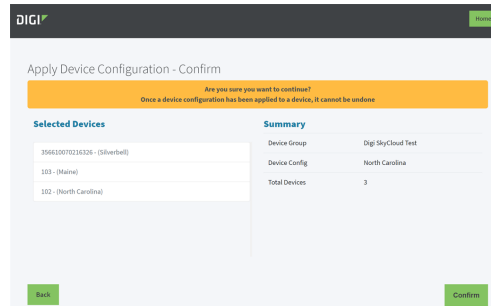 DIGI
Home
Apply Device Configuration - Confirm
Are you sure you want to continue?
Once a device configuration has been applied to a device, it cannot be undone
Selected Devices
356610070216326 - (Silverbell)
103 - (Maine)
102 - (North Carolina)
Summary
Device Group Digi SkyCloud Test
Device Config North Carolina
Total Devices 3
Back
Confirm